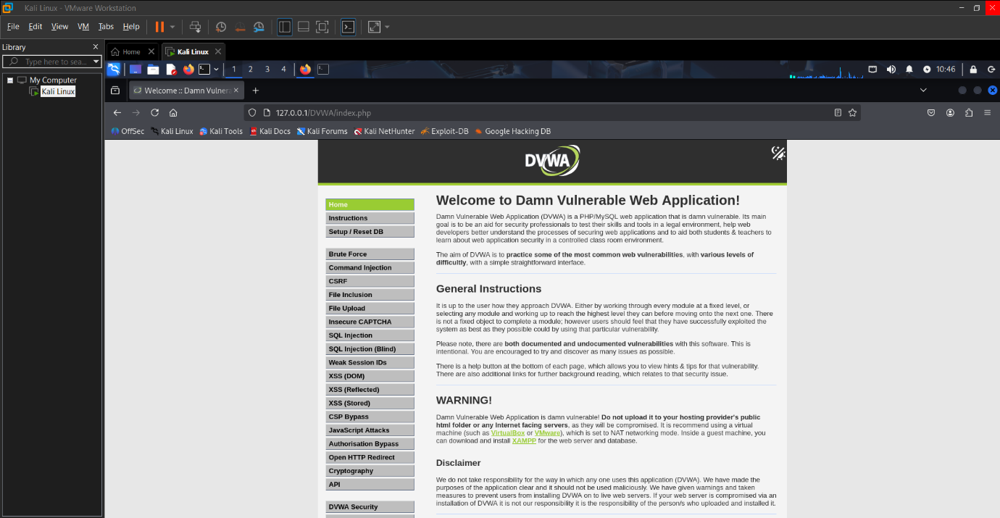 Kali Linux - VMware Workstation
File Edit View VM Tabs Help
Library
Type here to sea...
My Computer
Kali Linux
Home
Kali Linux
1 2 3 4
10:46
Welcome :: Damn Vulnera
127.0.0.1/DVWA/index.php
OffSec Kali Linux Kali Tools Kali Docs Kali Forums Kali NetHunter Exploit-DB Google Hacking DB
DVWA
Home
Instructions
Setup / Reset DB
Brute Force
Command Injection
CSRF
File Inclusion
File Upload
Insecure CAPTCHA
SQL Injection
SQL Injection (Blind)
Weak Session IDs
XSS (DOM)
XSS (Reflected)
XSS (Stored)
CSP Bypass
JavaScript Attacks
Authorisation Bypass
Open HTTP Redirect
Cryptography
API
DVWA Security
Welcome to Damn Vulnerable Web Application!
Damn Vulnerable Web Application (DVWA) is a PHP/MySQL web application that is damn vulnerable. Its main
goal is to be an aid for security professionals to test their skills and tools in a legal environment, help web
developers better understand the processes of securing web applications and to aid both students & teachers to
learn about web application security in a controlled class room environment.
The aim of DVWA is to practice some of the most common web vulnerabilities, with various levels of
difficultly, with a simple straightforward interface.
General Instructions
It is up to the user how they approach DVWA. Either by working through every module at a fixed level, or
selecting any module and working up to reach the highest level they can before moving onto the next one. There
is not a fixed object to complete a module; however users should feel that they have successfully exploited the
system as best as they possible could by using that particular vulnerability.
Please note, there are both documented and undocumented vulnerabilities with this software. This is
intentional. You are encouraged to try and discover as many issues as possible.
There is a help button at the bottom of each page, which allows you to view hints & tips for that vulnerability.
There are also additional links for further background reading, which relates to that security issue.
WARNING!
Damn Vulnerable Web Application is damn vulnerable! Do not upload it to your hosting provider's public
html folder or any Internet facing servers, as they will be compromised. It is recommend using a virtual
machine (such as VirtualBox or VMware), which is set to NAT networking mode. Inside a guest machine, you
can download and install XAMPP for the web server and database.
Disclaimer
We do not take responsibility for the way in which any one uses this application (DVWA). We have made the
purposes of the application clear and it should not be used maliciously. We have given warnings and taken
measures to prevent users from installing DVWA on to live web servers. If your web server is compromised via an
installation of DVWA it is not our responsibility it is the responsibility of the person/s who uploaded and installed it.